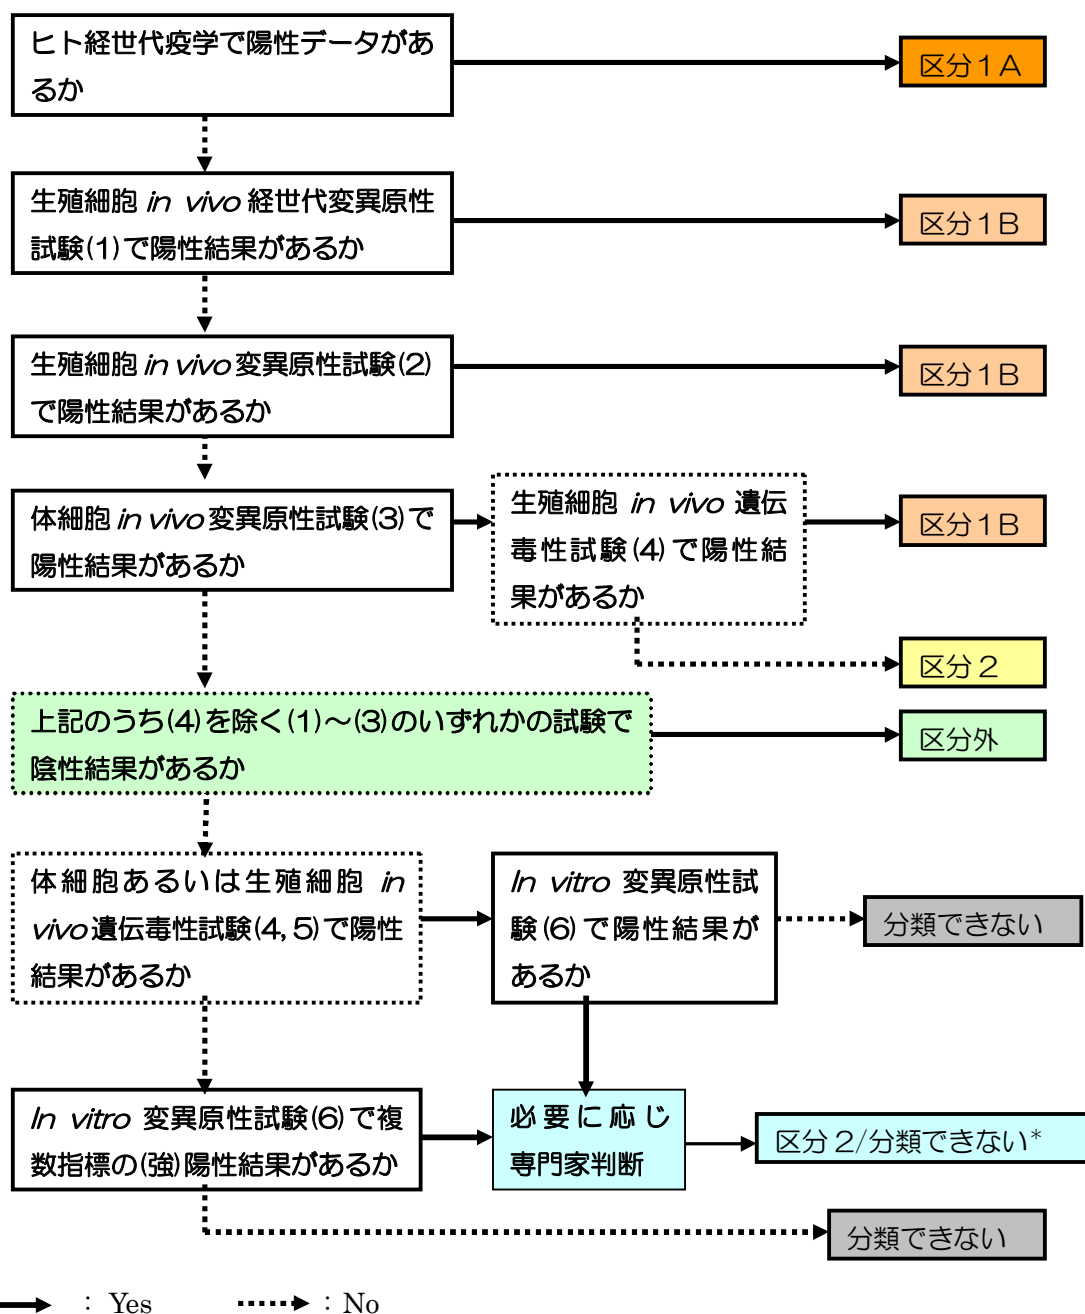 ヒト経世代疫学で陽性データがあ
るか
区分1A
生殖細胞 in vivo 経世代変異原性
試験(1)で陽性結果があるか
区分1B
生殖細胞 in vivo 変異原性試験(2)
で陽性結果があるか
区分1B
体細胞 in vivo 変異原性試験(3)で
陽性結果があるか
生殖細胞 in vivo 遺伝
毒性試験(4)で陽性結
果があるか
区分1B
区分2
上記のうち(4)を除く(1)～(3)のいずれかの試験で
陰性結果があるか
区分外
体細胞あるいは生殖細胞 in
vivo 遺伝毒性試験(4,5)で陽性
結果があるか
In vitro 変異原性試
験(6)で陽性結果が
あるか
分類できない
In vitro 変異原性試験(6)で複
数指標の(強)陽性結果があるか
必要に応じ
専門家判断
区分2/分類できない*
分類できない
： Yes ：No